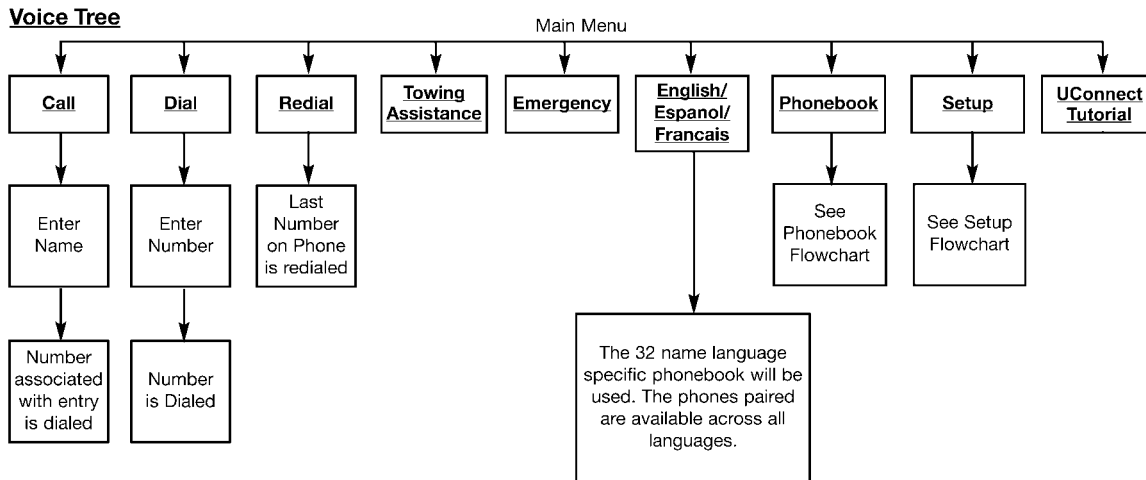 Voice Tree
Main Menu
Call
Dial
Redial
Towing
Assistance
Emergency
English/
Espanol/
Francais
Phonebook
Setup
UConnect
Tutorial
Enter
Name
Enter
Number
Last
Number
on Phone
is redialed
See
Phonebook
Flowchart
See Setup
Flowchart
Number
associated
with entry
is dialed
Number
is Dialed
The 32 name language
specific phonebook will be
used. The phones paired
are available across all
languages.